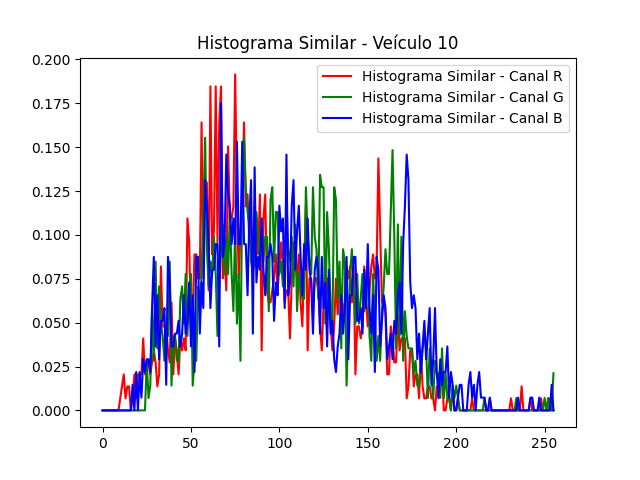 Histograma Similar - Veículo 10
Histograma Similar - Canal R
Histograma Similar - Canal G
Histograma Similar - Canal B
0.200
0.175
0.150
0.125
0.100
0.075
0.050
0.025
0.000
0 50 100 150 200 250